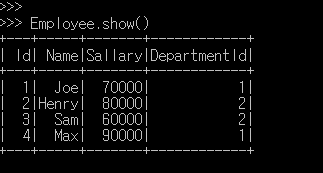 >>>
>>> Employee.show()
+---+-----+-------+------------+
| Id| Name|Sallary|DepartmentId|
+---+-----+-------+------------+
|  1|  Joe|  70000|           1|
|  2|Henry|  80000|           2|
|  3|  Sam|  60000|           2|
|  4|  Max|  90000|           1|
+---+-----+-------+------------+